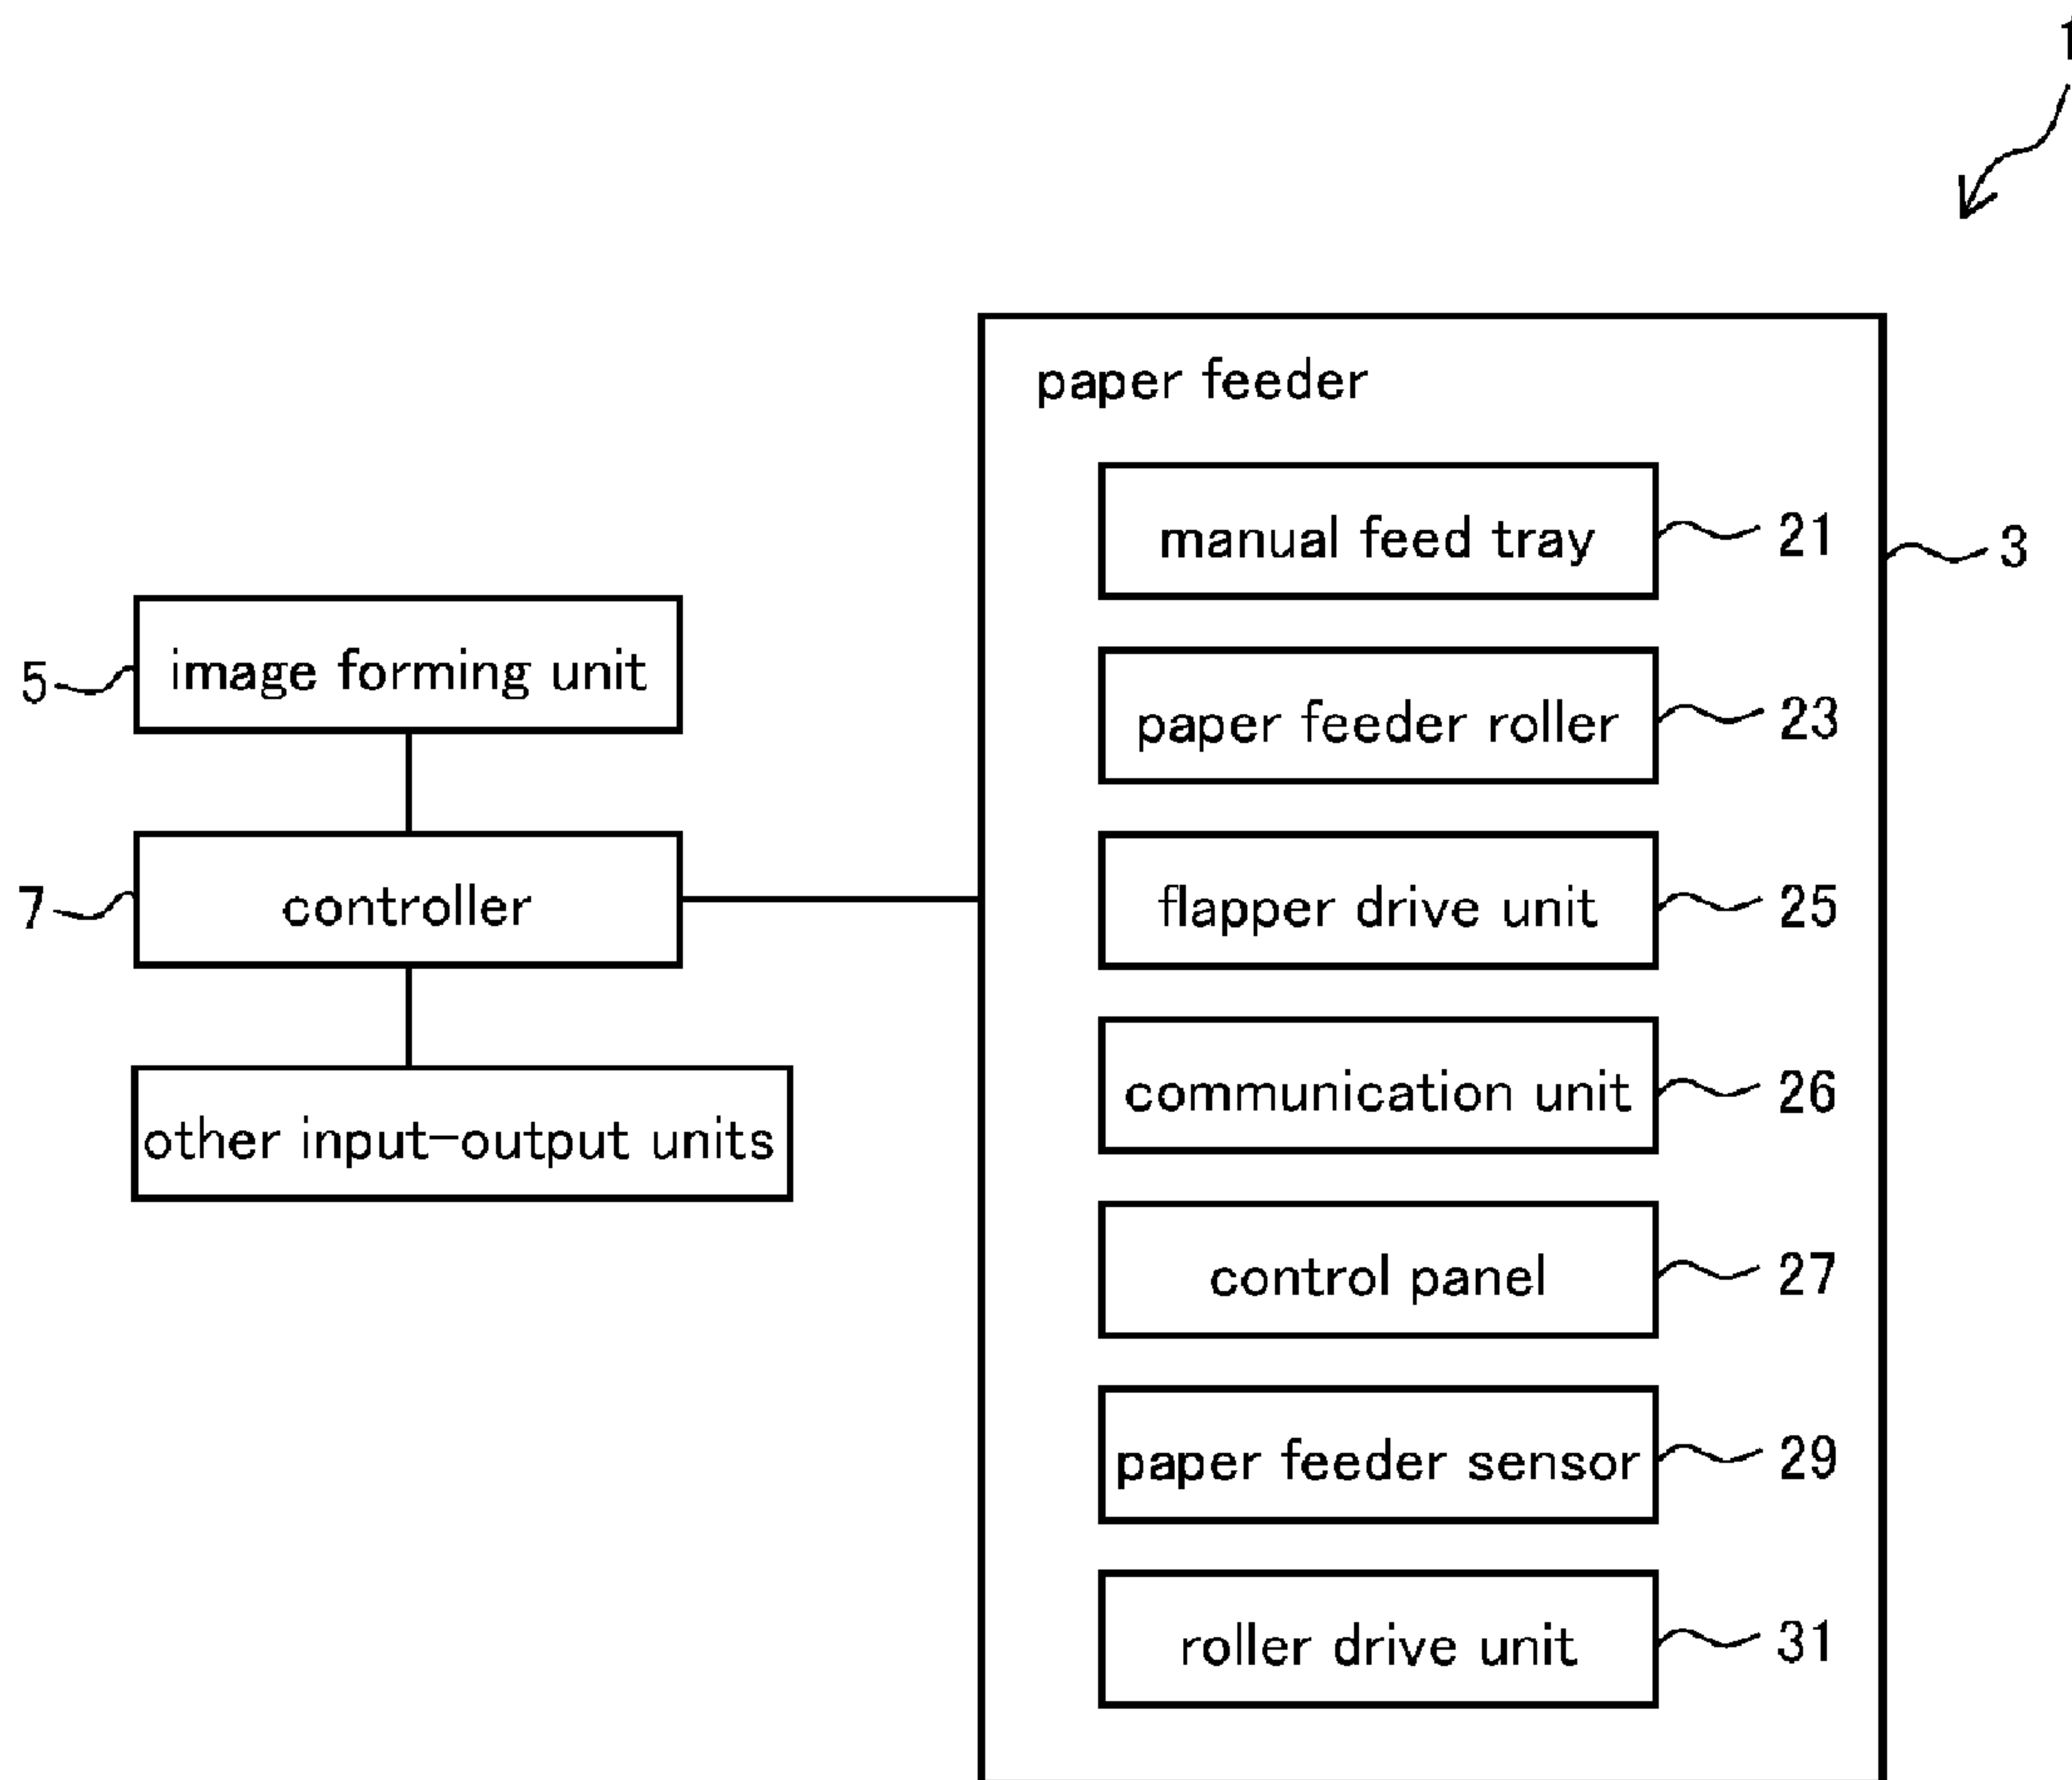 1
paper feeder
manual feed tray 21
3
image forming unit
5
paper feeder roller 23
7
controller
flapper drive unit 25
communication unit 26
other input-output units
control panel 27
paper feeder sensor 29
roller drive unit 31